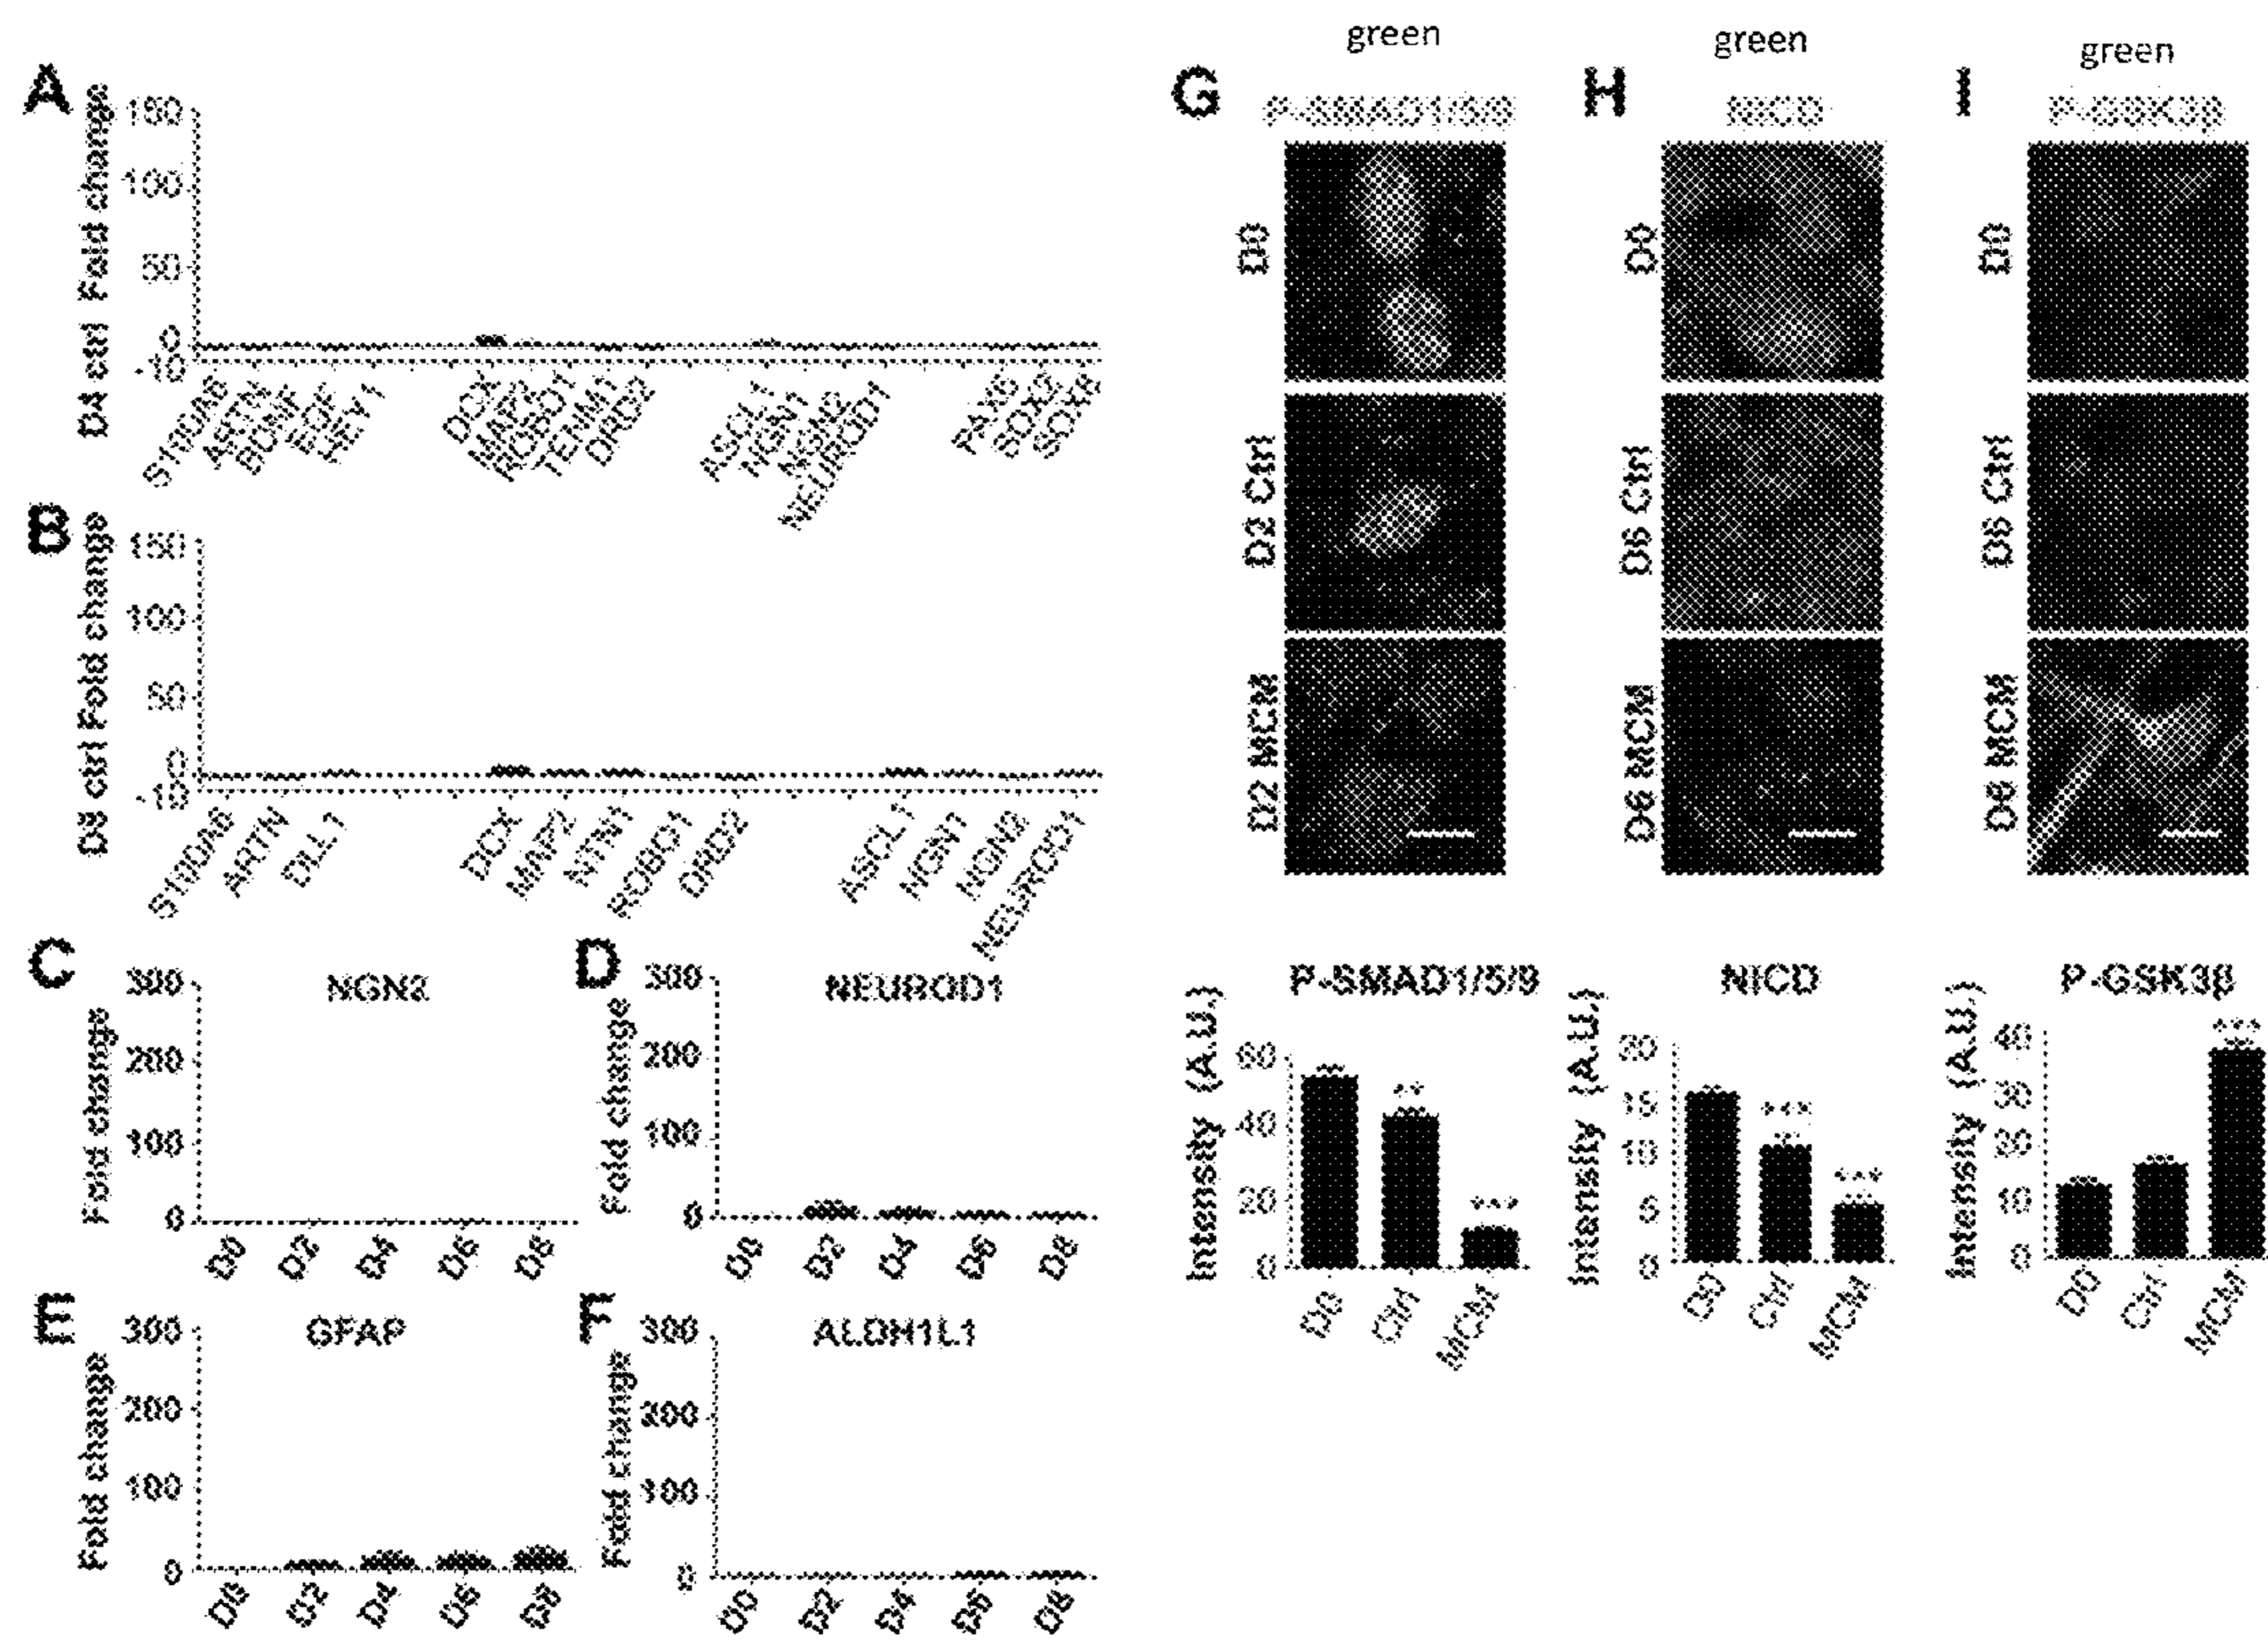 A
D4 ctrl Fold change
150
100
50
0
-10
S100A6
ARTN
BDNF
EGF
HEY1
DCX
MAP2
ROBO1
TENM1
DRD2
ASCL1
NGN1
NGN2
NEUROD1
PAX6
SOX2
B
D8 ctrl Fold change
150
100
50
0
-10
S100A6
ARTN
DLL1
DCX
MAP2
NTN1
ROBO1
DRD2
ASCL1
NGN1
NGN2
NEUROD1
C
NGN2
Fold change
300
200
100
0
D0
D2
D4
D6
D8
D
NEUROD1
Fold change
300
200
100
0
D0
D2
D4
D6
D8
E
GFAP
Fold change
300
200
100
0
D0
D2
D4
D6
D8
F
ALDH1L1
Fold change
300
200
100
0
D0
D2
D4
D6
D8
green
G
P-SMAD1/5/9
D0
D2 Ctrl
D2 MCM
P-SMAD1/5/9
Intensity (A.U.)
60
40
20
0
D0
Ctrl
MCM
**
***
green
H
NICD
D0
D6 Ctrl
D6 MCM
NICD
Intensity (A.U.)
20
15
10
5
0
D0
Ctrl
MCM
***
***
green
I
P-GSK3β
D0
Ctrl
MCM
P-GSK3β
Intensity (A.U.)
40
30
20
10
0
D0
Ctrl
MCM
***